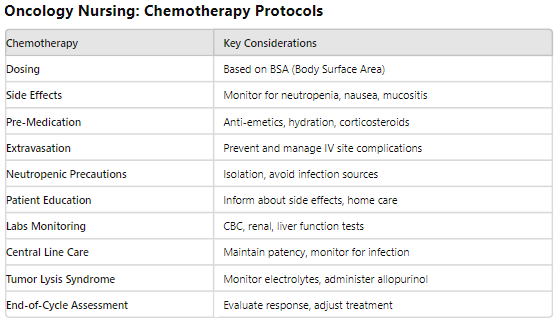 Oncology Nursing: Chemotherapy Protocols
Chemotherapy Key Considerations
Dosing Based on BSA (Body Surface Area)
Side Effects Monitor for neutropenia, nausea, mucositis
Pre-Medication Anti-emetics, hydration, corticosteroids
Extravasation Prevent and manage IV site complications
Neutropenic Precautions Isolation, avoid infection sources
Patient Education Inform about side effects, home care
Labs Monitoring CBC, renal, liver function tests
Central Line Care Maintain patency, monitor for infection
Tumor Lysis Syndrome Monitor electrolytes, administer allopurinol
End-of-Cycle Assessment Evaluate response, adjust treatment